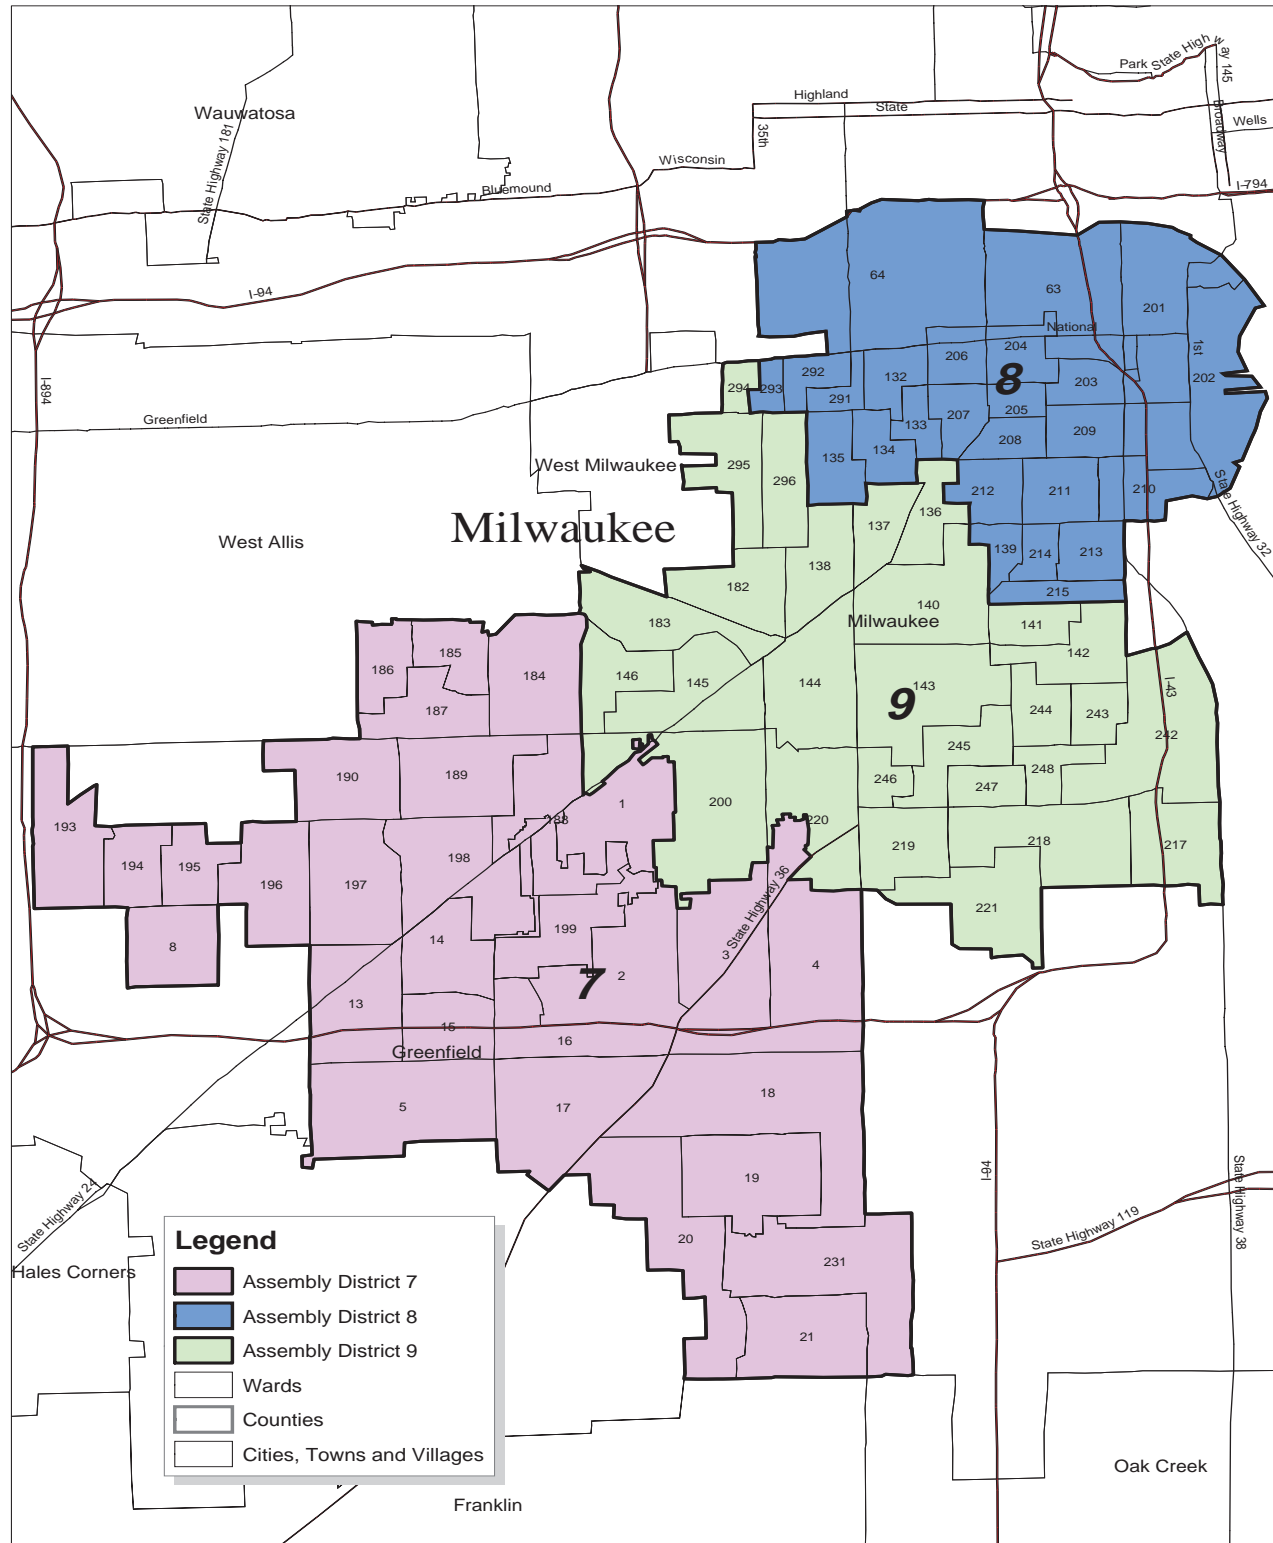 Park
State High
w
ay 145
Highland
State
Broadway
Wells
Wauwatosa
State Highway 181
35th
Wisconsin
Bluemound
I-794
64
63
I-94
201
National
1st
204
206
292
132
8
203
202
I-894
294
293
291
205
207
Greenfield
133
209
208
134
135
West Milwaukee
295
296
212
211
210
State Highway 32
136
137
Milwaukee
West Allis
139
214
213
138
182
215
140
183
Milwaukee
141
142
185
186
184
146
145
144
143
I-43
9
187
244
243
242
245
190
189
246
248
247
1
200
193
188
220
219
218
217
198
194
195
196
197
State Highway 36
221
199
14
8
3
4
7
2
13
15
16
Greenfield
18
5
17
19
I-94
State Highway 38
State Highway 24
State Highway 119
20
231
Hales Corners
21
Legend
Assembly District 7
Assembly District 8
Assembly District 9
Wards
Counties
Cities, Towns and Villages
Oak Creek
Franklin